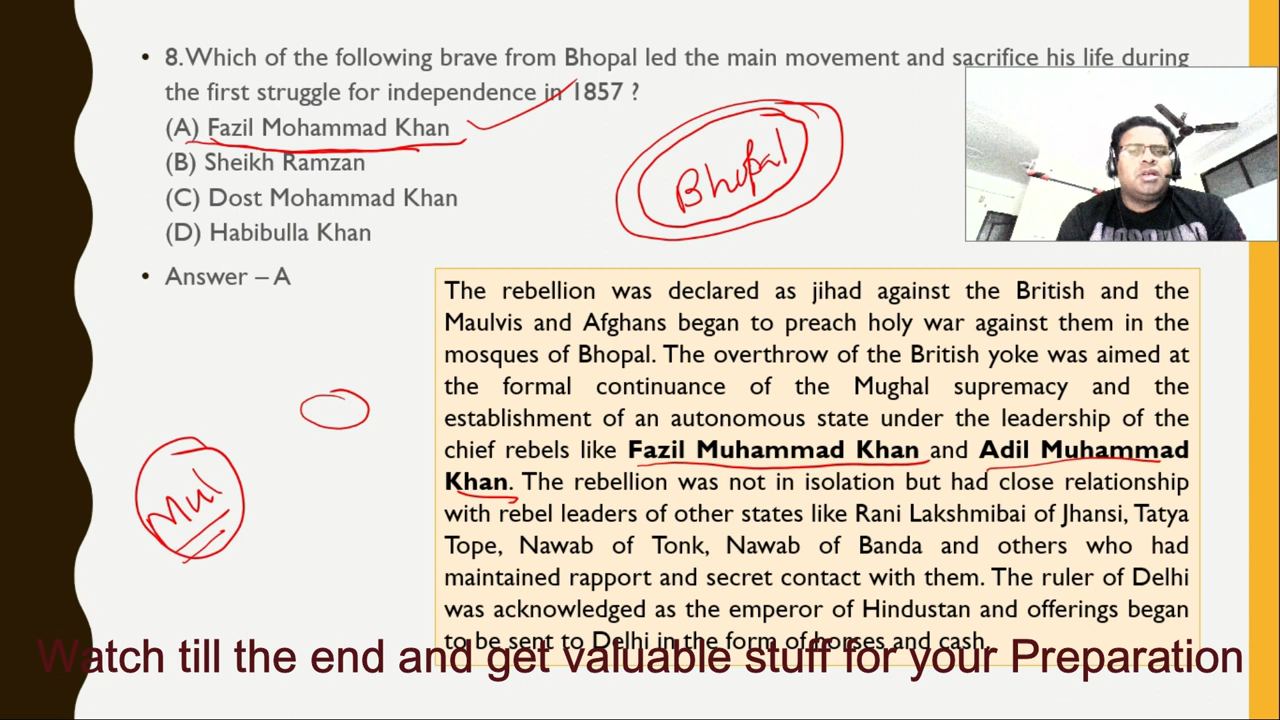 • 8.Which of the following brave from Bhopal led the main movement and sacrifice his life during
the first struggle for independence in 1857 ?
(A) Fazil Mohammad Khan
(B) Sheikh Ramzan
(C) Dost Mohammad Khan
(D) Habibulla Khan
• Answer – A
Bhopal
The rebellion was declared as jihad against the British and the
Maulvis and Afghans began to preach holy war against them in the
mosques of Bhopal. The overthrow of the British yoke was aimed at
the formal continuance of the Mughal supremacy and the
establishment of an autonomous state under the leadership of the
chief rebels like Fazil Muhammad Khan and Adil Muhammad
Khan. The rebellion was not in isolation but had close relationship
with rebel leaders of other states like Rani Lakshmibai of Jhansi, Tatya
Tope, Nawab of Tonk, Nawab of Banda and others who had
maintained rapport and secret contact with them. The ruler of Delhi
was acknowledged as the emperor of Hindustan and offerings began
to be sent to Delhi in the form of horses and cash.
Mul
Watch till the end and get valuable stuff for your Preparation